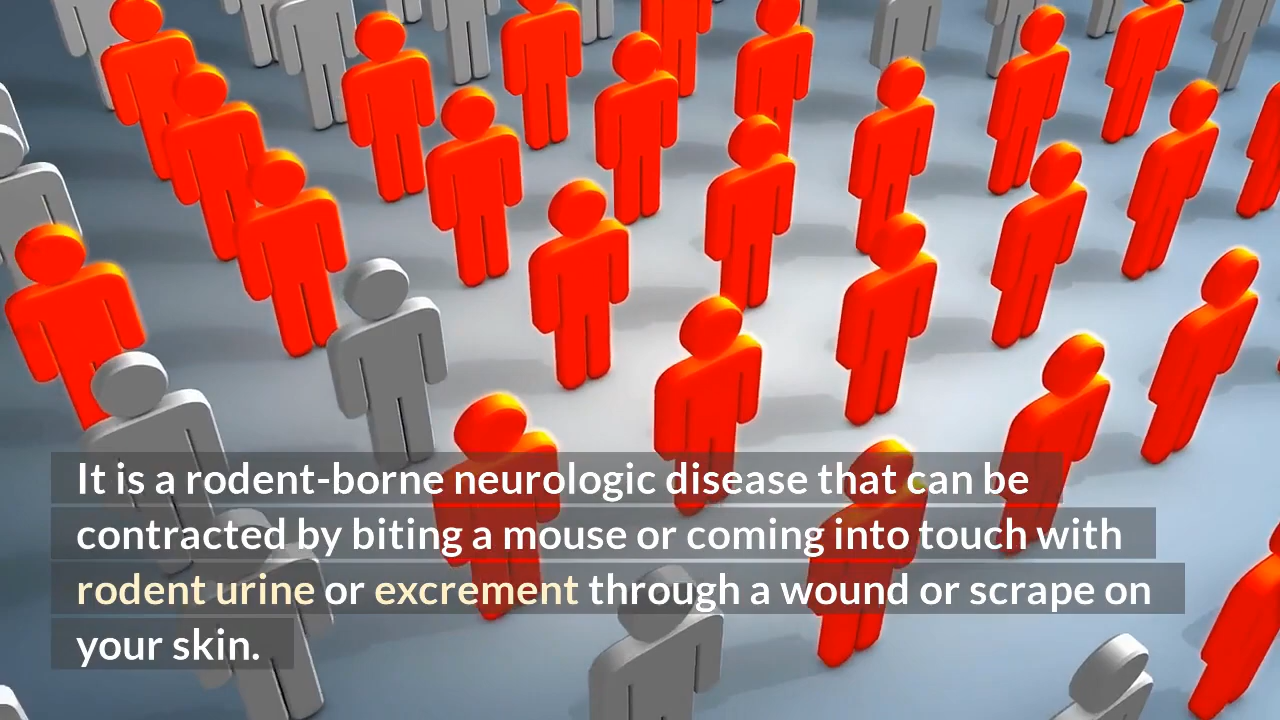 It is a rodent-borne neurologic disease that can be
contracted by biting a mouse or coming into touch with
rodent urine or excrement through a wound or scrape on
your skin.